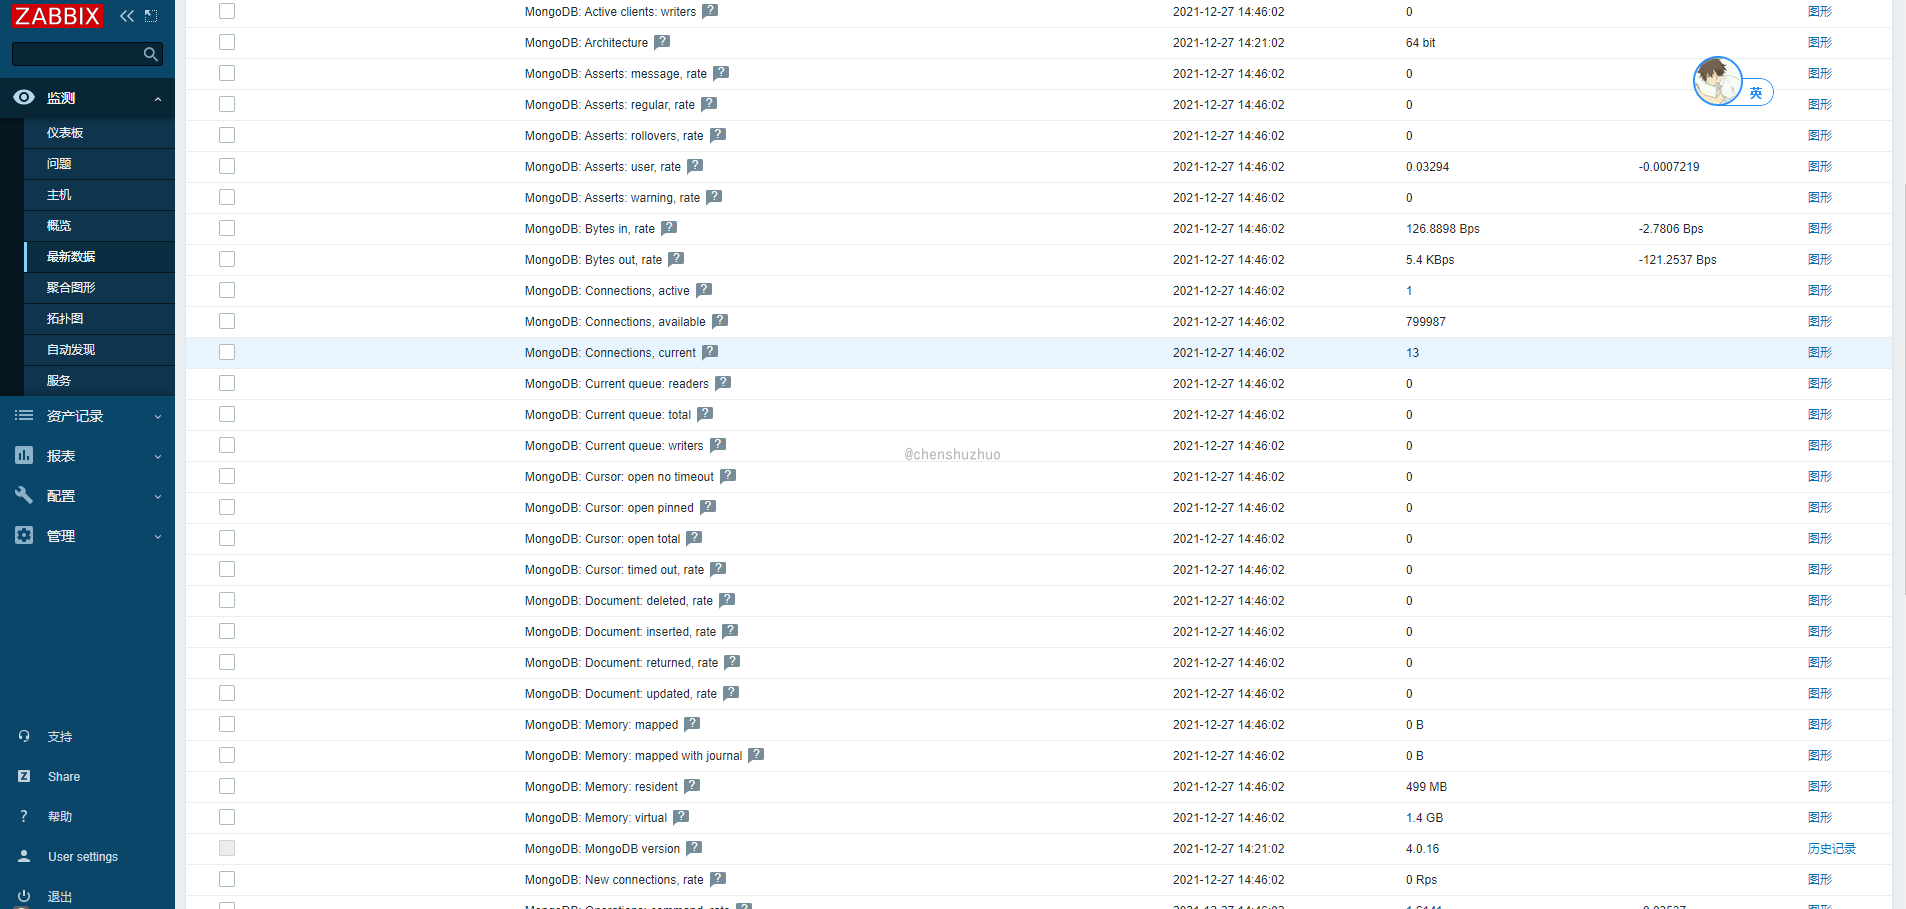 ZABBIX
监测
仪表板
问题
主机
概览
最新数据
聚合图形
拓扑图
自动发现
服务
资产记录
报表
配置
管理
支持
Share
帮助
User settings
退出
MongoDB: Active clients: writers ? 2021-12-27 14:46:02 0 图形
MongoDB: Architecture ? 2021-12-27 14:21:02 64 bit 图形
MongoDB: Asserts: message, rate ? 2021-12-27 14:46:02 0 图形
MongoDB: Asserts: regular, rate ? 2021-12-27 14:46:02 0 图形
MongoDB: Asserts: rollovers, rate ? 2021-12-27 14:46:02 0 图形
MongoDB: Asserts: user, rate ? 2021-12-27 14:46:02 0.03294 -0.0007219 图形
MongoDB: Asserts: warning, rate ? 2021-12-27 14:46:02 0 图形
MongoDB: Bytes in, rate ? 2021-12-27 14:46:02 126.8898 Bps -2.7806 Bps 图形
MongoDB: Bytes out, rate ? 2021-12-27 14:46:02 5.4 KBps -121.2537 Bps 图形
MongoDB: Connections, active ? 2021-12-27 14:46:02 1 图形
MongoDB: Connections, available ? 2021-12-27 14:46:02 799987 图形
MongoDB: Connections, current ? 2021-12-27 14:46:02 13 图形
MongoDB: Current queue: readers ? 2021-12-27 14:46:02 0 图形
MongoDB: Current queue: total ? 2021-12-27 14:46:02 0 图形
MongoDB: Current queue: writers ? 2021-12-27 14:46:02 0 图形
MongoDB: Cursor: open no timeout ? 2021-12-27 14:46:02 0 图形
MongoDB: Cursor: open pinned ? 2021-12-27 14:46:02 0 图形
MongoDB: Cursor: open total ? 2021-12-27 14:46:02 0 图形
MongoDB: Cursor: timed out, rate ? 2021-12-27 14:46:02 0 图形
MongoDB: Document: deleted, rate ? 2021-12-27 14:46:02 0 图形
MongoDB: Document: inserted, rate ? 2021-12-27 14:46:02 0 图形
MongoDB: Document: returned, rate ? 2021-12-27 14:46:02 0 图形
MongoDB: Document: updated, rate ? 2021-12-27 14:46:02 0 图形
MongoDB: Memory: mapped ? 2021-12-27 14:46:02 0 B 图形
MongoDB: Memory: mapped with journal ? 2021-12-27 14:46:02 0 B 图形
MongoDB: Memory: resident ? 2021-12-27 14:46:02 499 MB 图形
MongoDB: Memory: virtual ? 2021-12-27 14:46:02 1.4 GB 图形
MongoDB: MongoDB version ? 2021-12-27 14:21:02 4.0.16 历史记录
MongoDB: New connections, rate ? 2021-12-27 14:46:02 0 Rps 图形
英
@chenshuzhuo